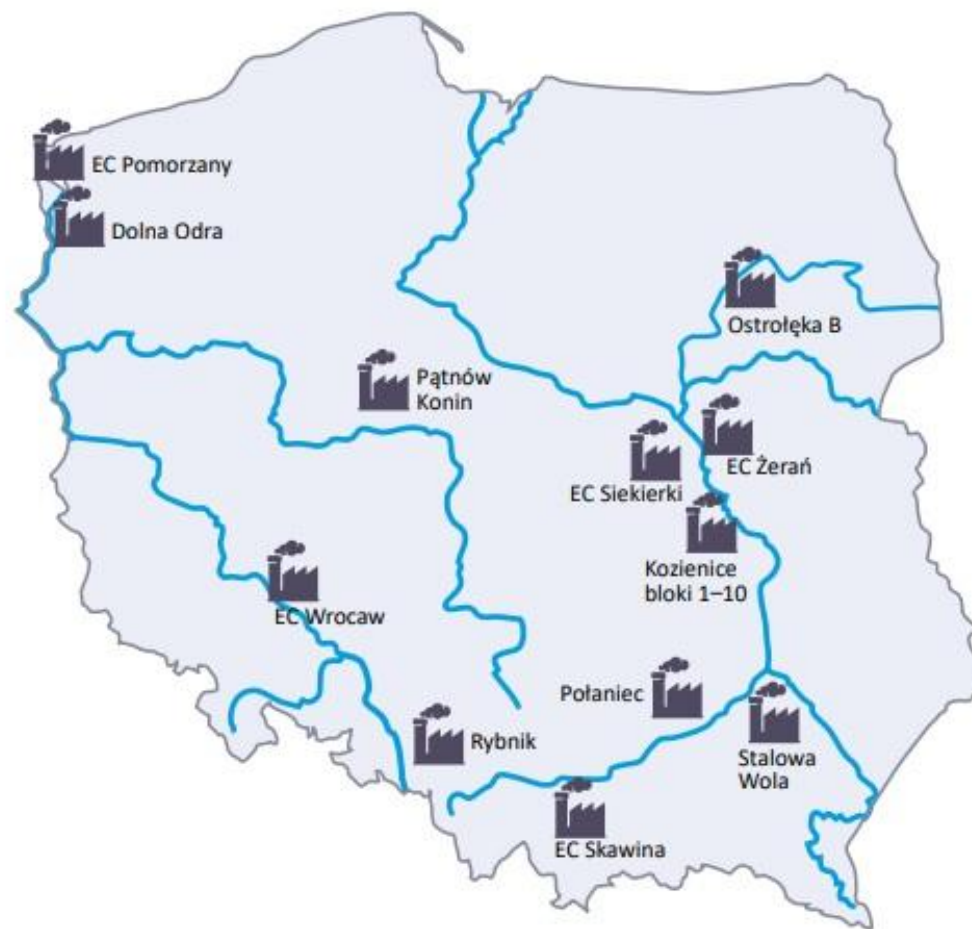 EC Pomorzany
Dolna Odra
Ostrołęka B
Pątnów
Konin
EC Żerań
EC Siekierki
Kozienice
bloki 1–10
EC Wrocaw
Połaniec
Rybnik
Stalowa
Wola
EC Skawina